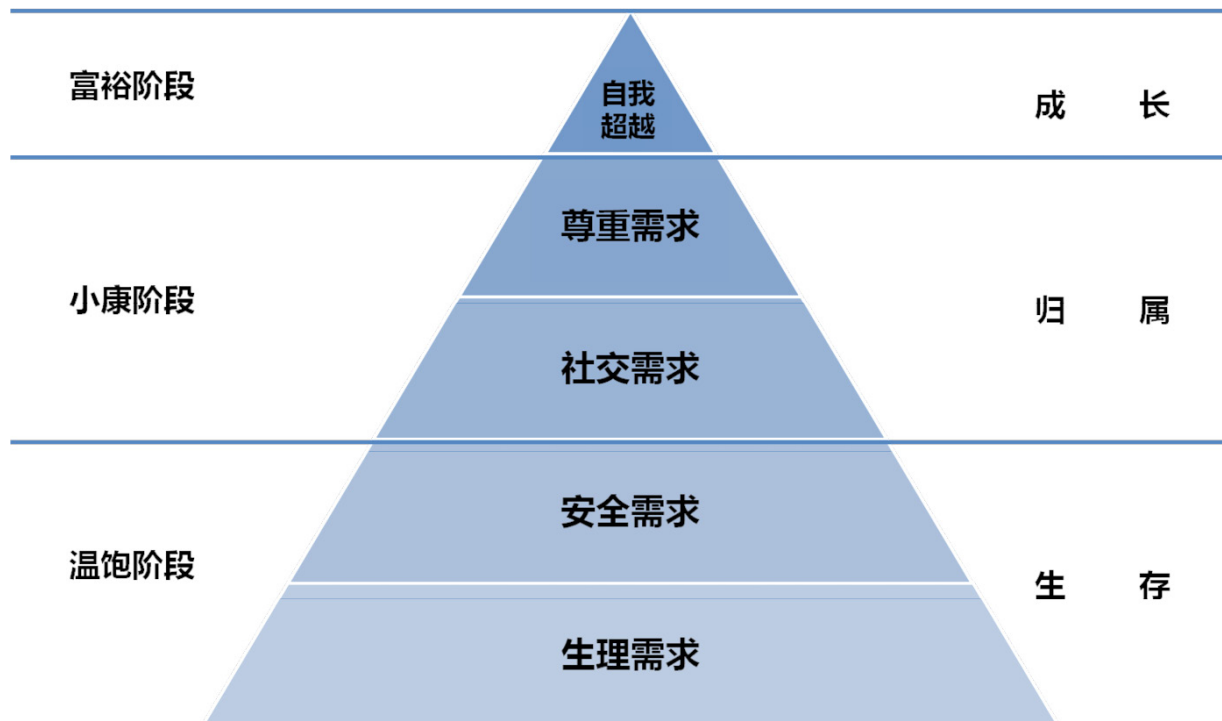 富裕阶段
自我
超越
成 长
尊重需求
小康阶段
归 属
社交需求
安全需求
温饱阶段
生 存
生理需求